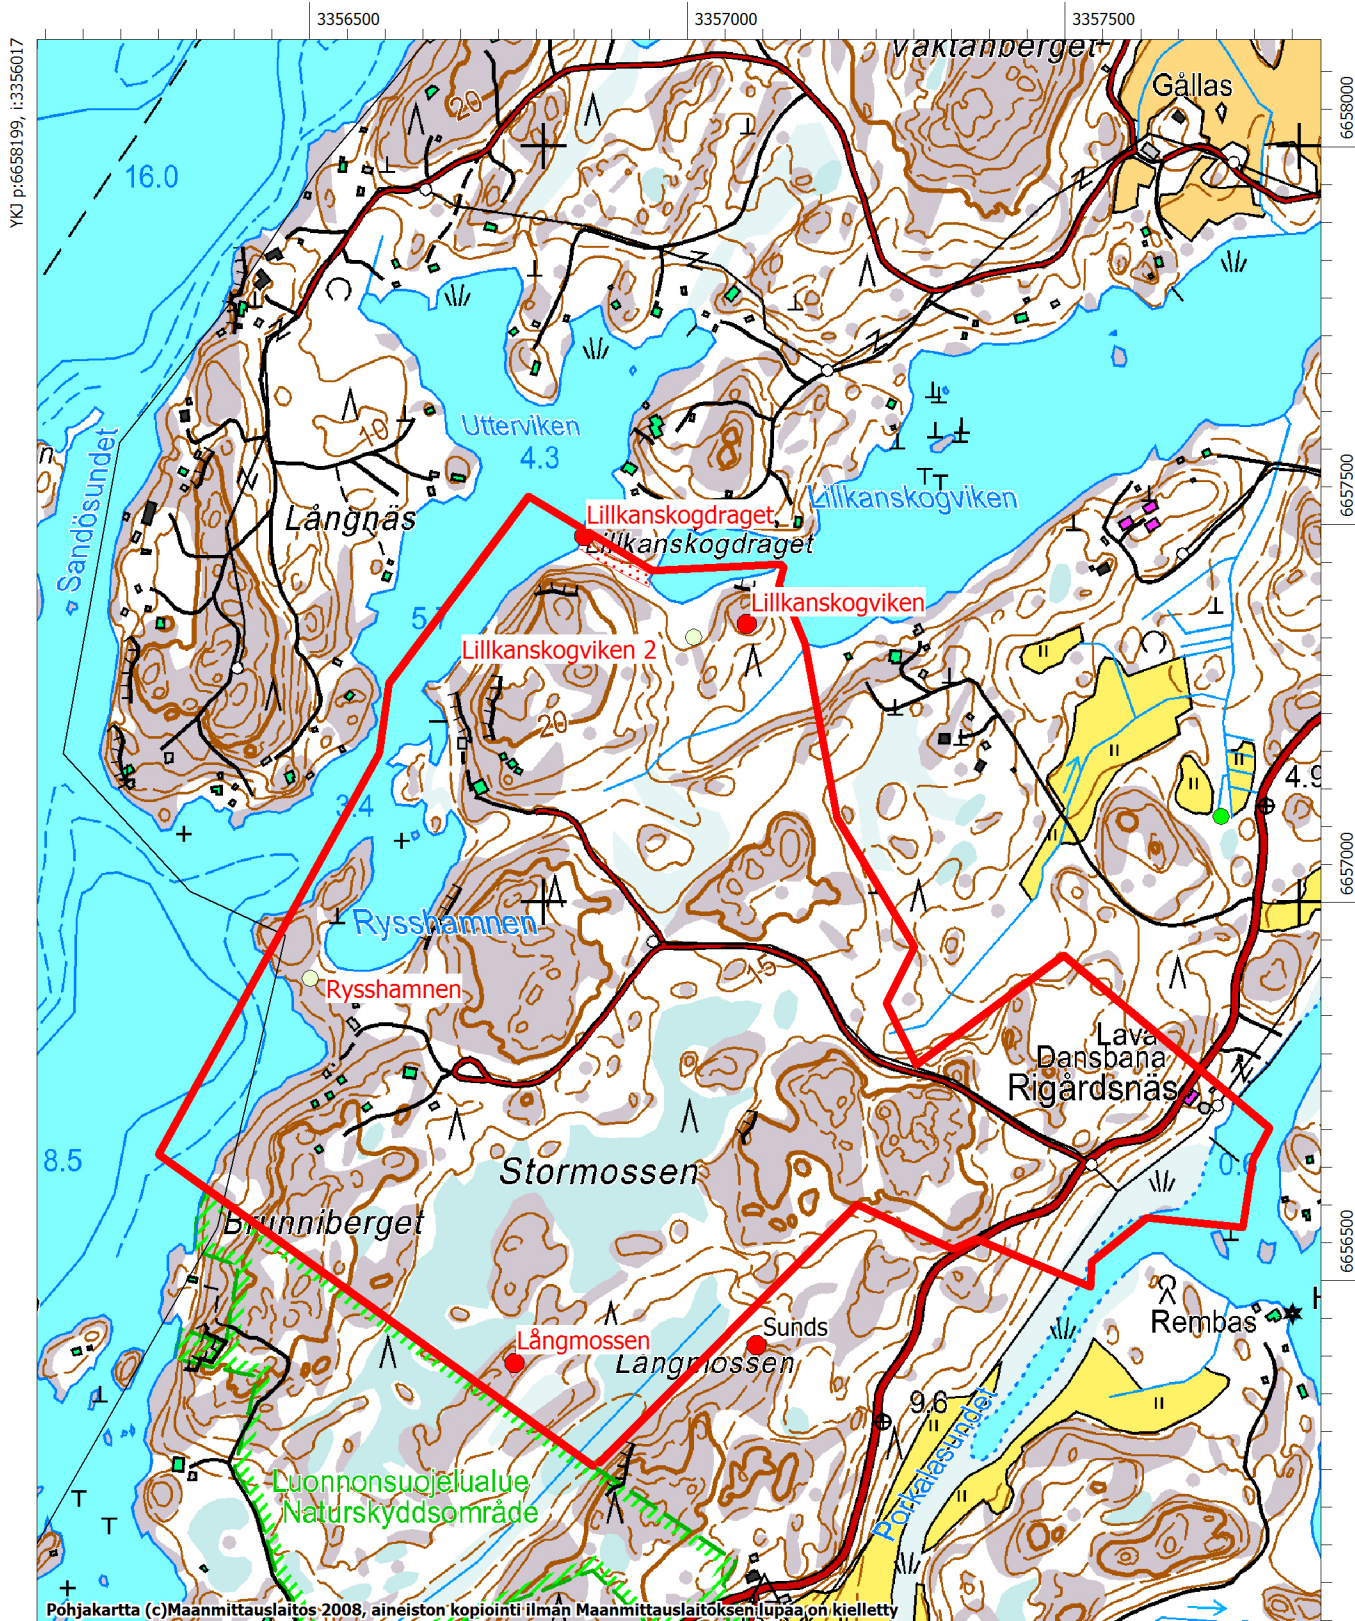 3356500
3357000
3357500
YKJ p:6658199, i:3356017
Vaktanberget
Gållas
6658000
20
16.0
10
Utterviken
4.3
Sandösundet
Långnäs
Lillkanskogviken
6657500
Lillkanskogdraget
Lillkanskogdraget
5.7
Lillkanskogviken
Lillkanskogviken 2
20
3.4
4.9
6657000
Rysshamnen
15
Rysshamnen
Lava
Dansbana
Rigårdsnäs
8.5
Stormossen
0.6
Brunniberget
6656500
H
Rembas
Sunds
Långmossen
Långmossen
9.6
Porkalasundet
Luonnonsuojelualue
Naturskyddsområde
Pohjakartta (c)Maanmittauslaitos 2008, aineiston kopiointi ilman Maanmittauslaitoksen lupaa on kielletty